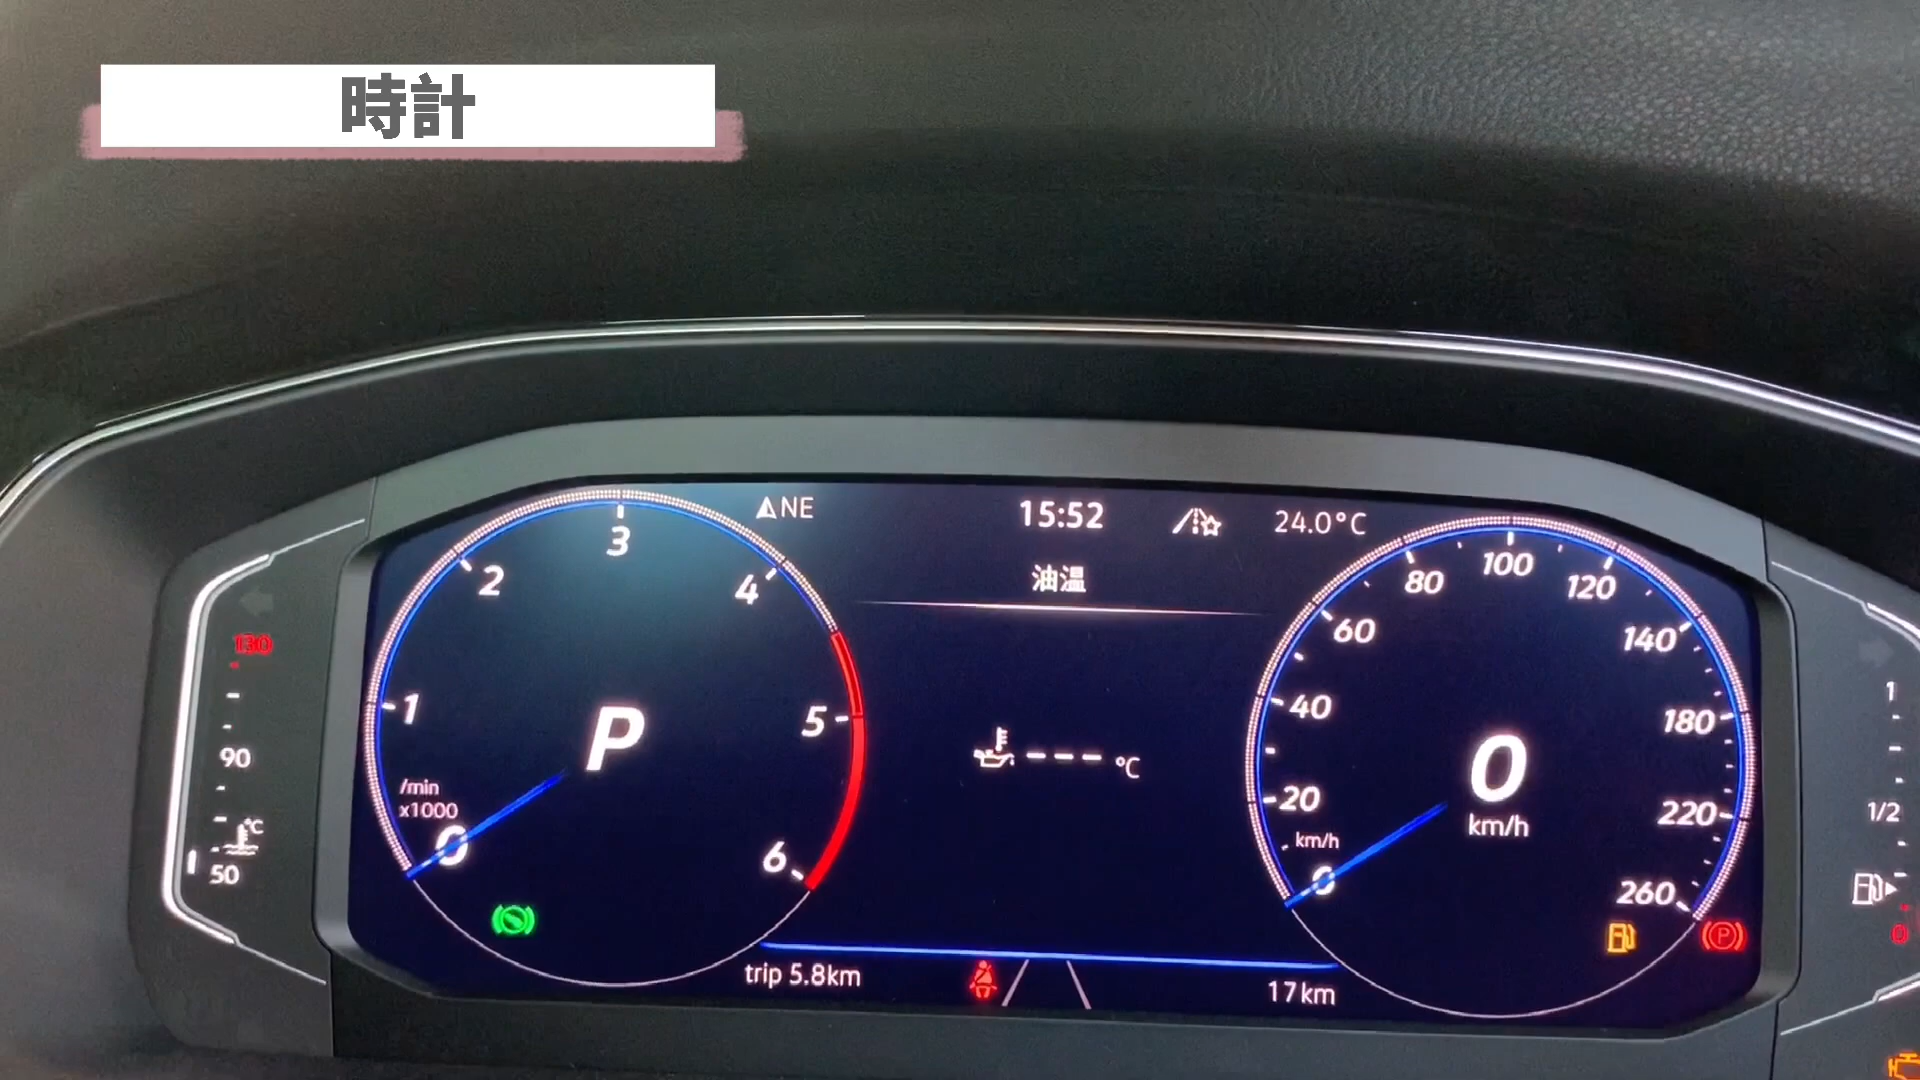 時計
NE
15:52
24.0°C
油温
--- °C
0
1
2
3
4
5
6
/min
x1000
P
0
20
40
60
80
100
120
140
180
220
260
km/h
0
km/h
130
90
50
°C
1
1/2
0
P
trip 5.8km
17km